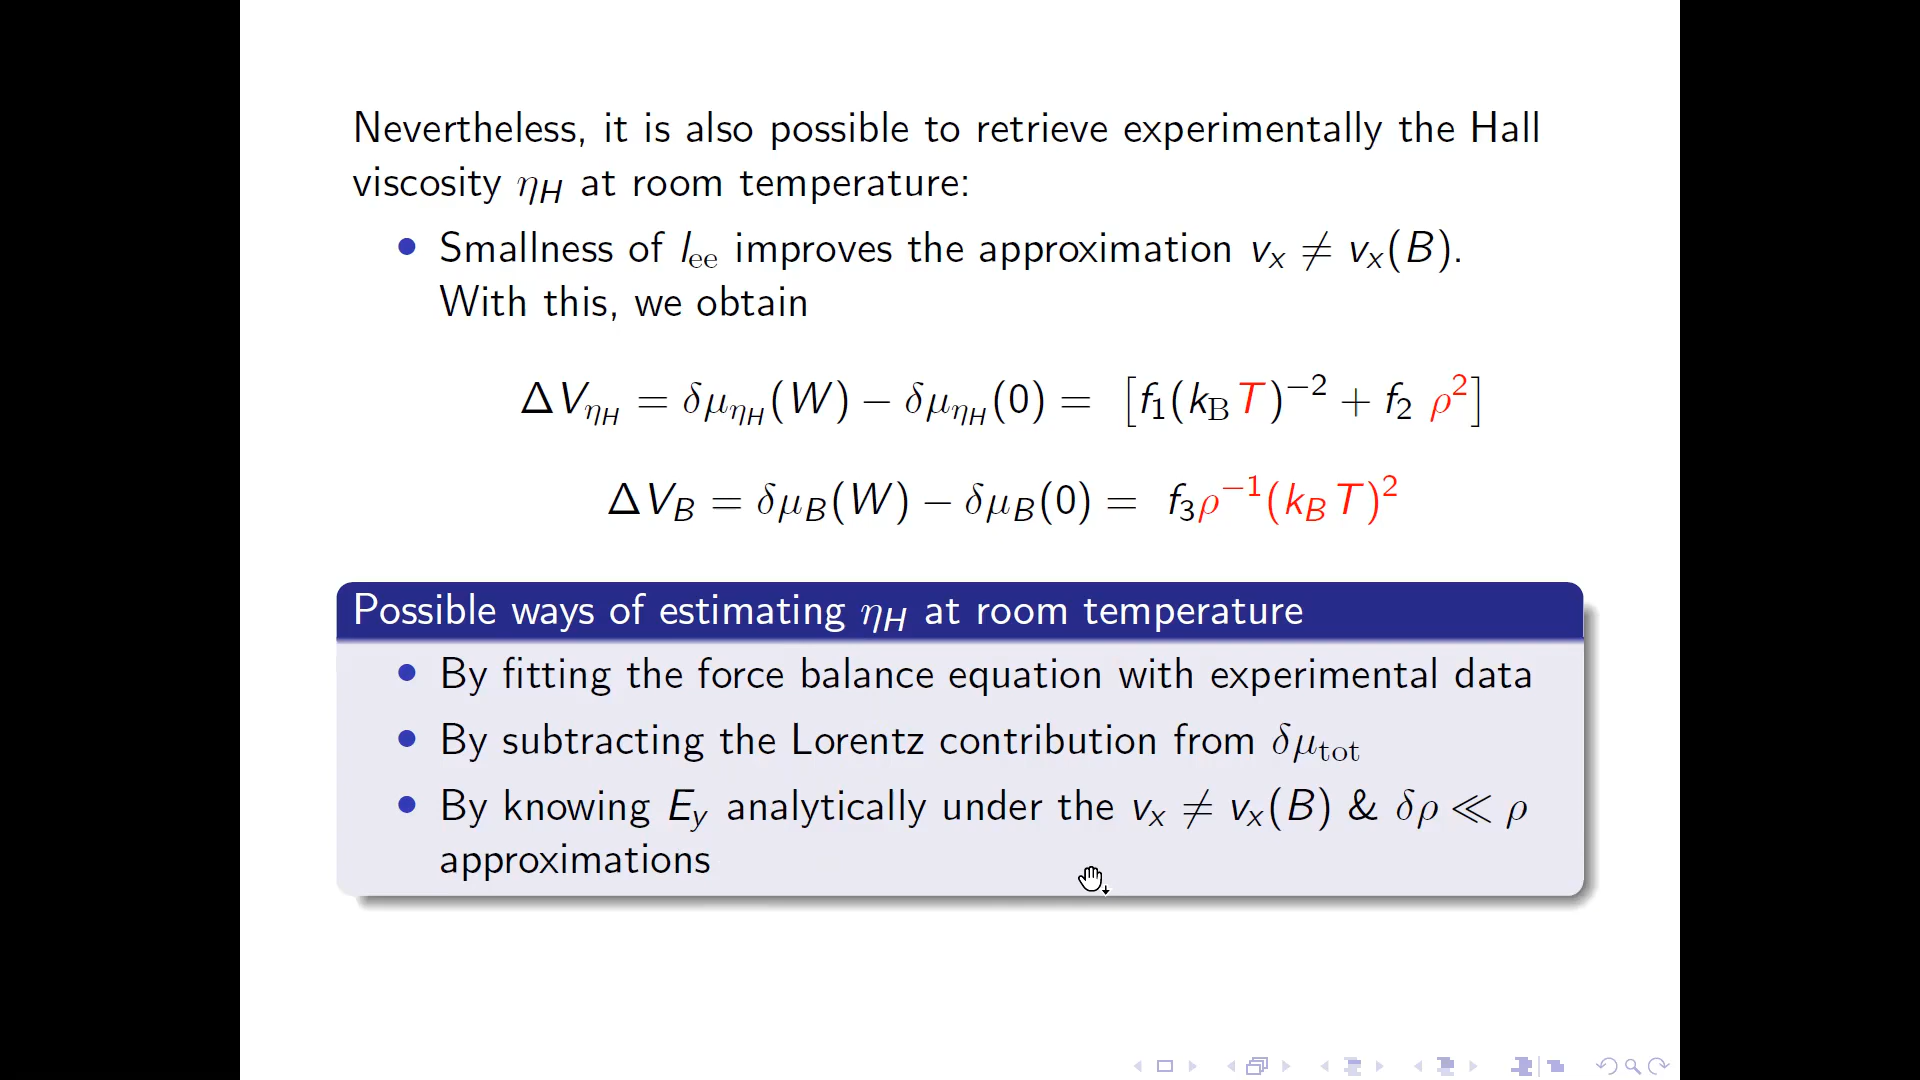 Nevertheless, it is also possible to retrieve experimentally the Hall
viscosity η_H at room temperature:
• Smallness of l_ee improves the approximation v_x ≠ v_x(B).
With this, we obtain
ΔV_{η_H} = δμ_{η_H}(W) − δμ_{η_H}(0) = [f_1(k_B T)^{−2} + f_2 ρ^2]
ΔV_B = δμ_B(W) − δμ_B(0) = f_3ρ^{−1}(k_B T)^2
Possible ways of estimating η_H at room temperature
• By fitting the force balance equation with experimental data
• By subtracting the Lorentz contribution from δμ_tot
• By knowing E_y analytically under the v_x ≠ v_x(B) & δρ ≪ ρ
approximations